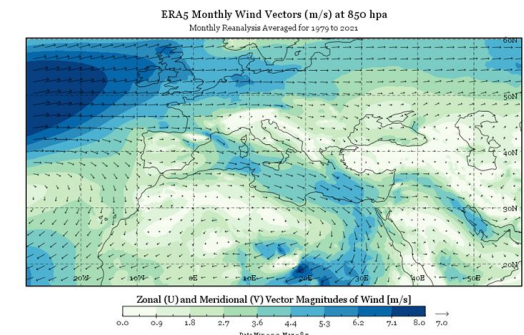 ERA5 Monthly Wind Vectors (m/s) at 850 hpa
Monthly Reanalysis Averaged for 1979 to 2021
60N
50N
40N
30N
20N
20W 10W 0E 10E 20E 30E 40E 50E
Zonal (U) and Meridional (V) Vector Magnitudes of Wind [m/s]
0.0 0.9 1.8 2.7 3.6 4.4 5.3 6.2 7.1 8.0 7.0